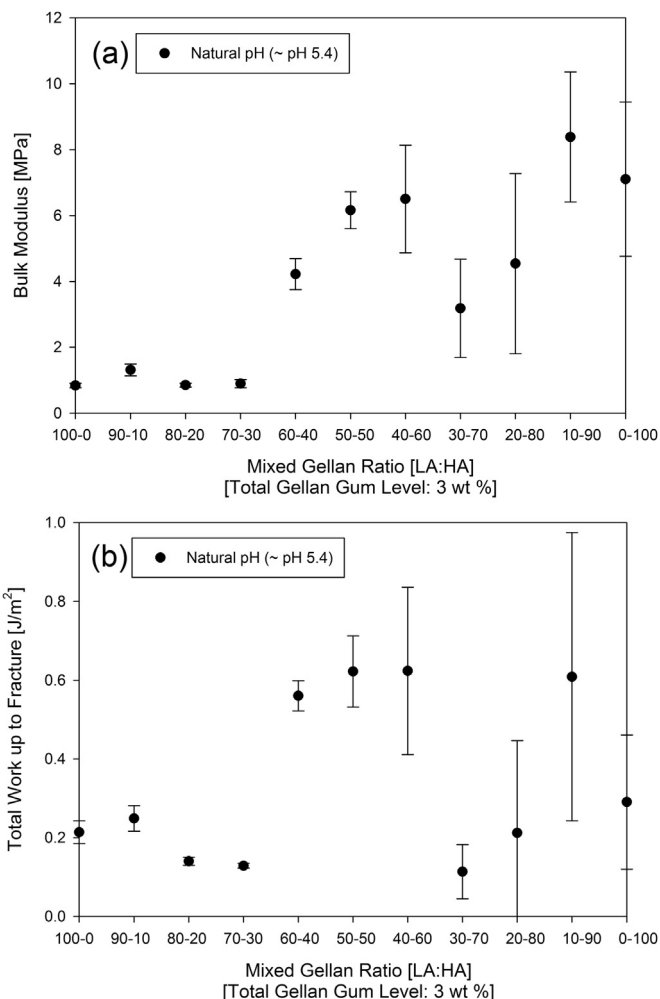 (a)
Natural pH (~ pH 5.4)
Bulk Modulus [MPa]
12
10
8
6
4
2
0
100-0 90-10 80-20 70-30 60-40 50-50 40-60 30-70 20-80 10-90 0-100
Mixed Gellan Ratio [LA:HA]
[Total Gellan Gum Level: 3 wt %]
(b)
Natural pH (~ pH 5.4)
Total Work up to Fracture [J/m²]
1.0
0.8
0.6
0.4
0.2
0.0
100-0 90-10 80-20 70-30 60-40 50-50 40-60 30-70 20-80 10-90 0-100
Mixed Gellan Ratio [LA:HA]
[Total Gellan Gum Level: 3 wt %]